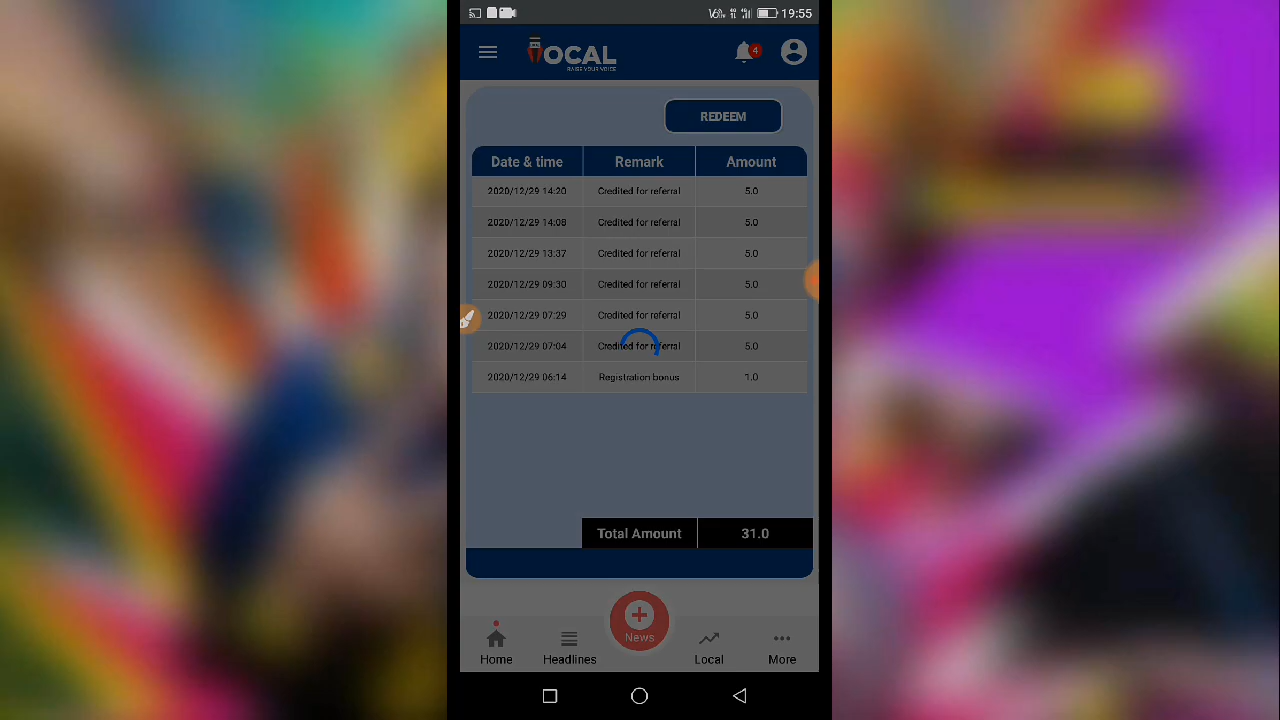 19:55
VOCAL
RAISE YOUR VOICE
4
REDEEM
Date & time Remark Amount
2020/12/29 14:20 Credited for referral 5.0
2020/12/29 14:08 Credited for referral 5.0
2020/12/29 13:37 Credited for referral 5.0
2020/12/29 09:30 Credited for referral 5.0
2020/12/29 07:29 Credited for referral 5.0
2020/12/29 07:04 Credited for referral 5.0
2020/12/29 06:14 Registration bonus 1.0
Total Amount 31.0
News
Home Headlines Local More